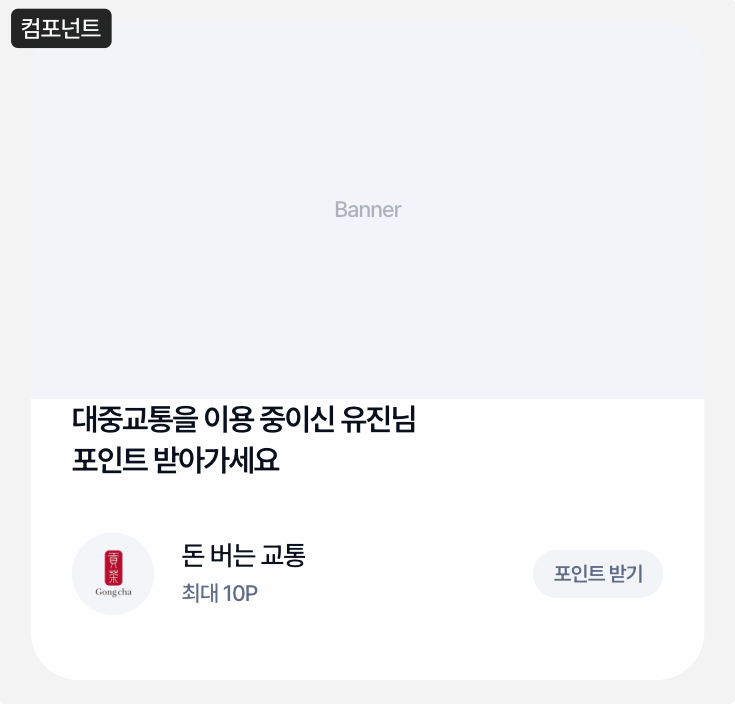 컴포넌트
Banner
대중교통을 이용 중이신 유진님
포인트 받아가세요
돈 버는 교통
최대 10P
포인트 받기
貢茶
Gong cha